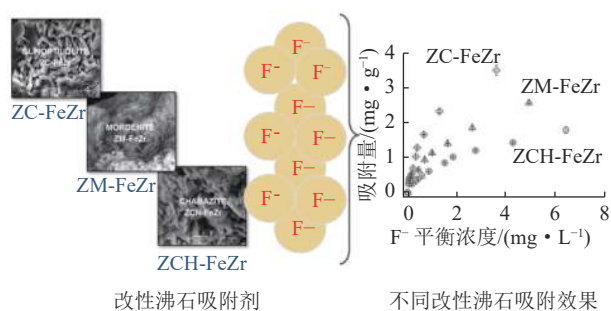 CLINOPTILOLITE
ZC-FeZr
ZC-FeZr
MORDENITE
ZM-FeZr
ZM-FeZr
CHABAZITE
ZCH-FeZr
ZCH-FeZr
F⁻
F⁻ F⁻
F−
F⁻ F−
F−
F⁻ F−
F−
吸附量/(mg·g⁻¹)
4
3
2
1
0
0 2 4 6 8
ZC-FeZr
ZM-FeZr
ZCH-FeZr
F⁻ 平衡浓度/(mg·L⁻¹)
改性沸石吸附剂
不同改性沸石吸附效果